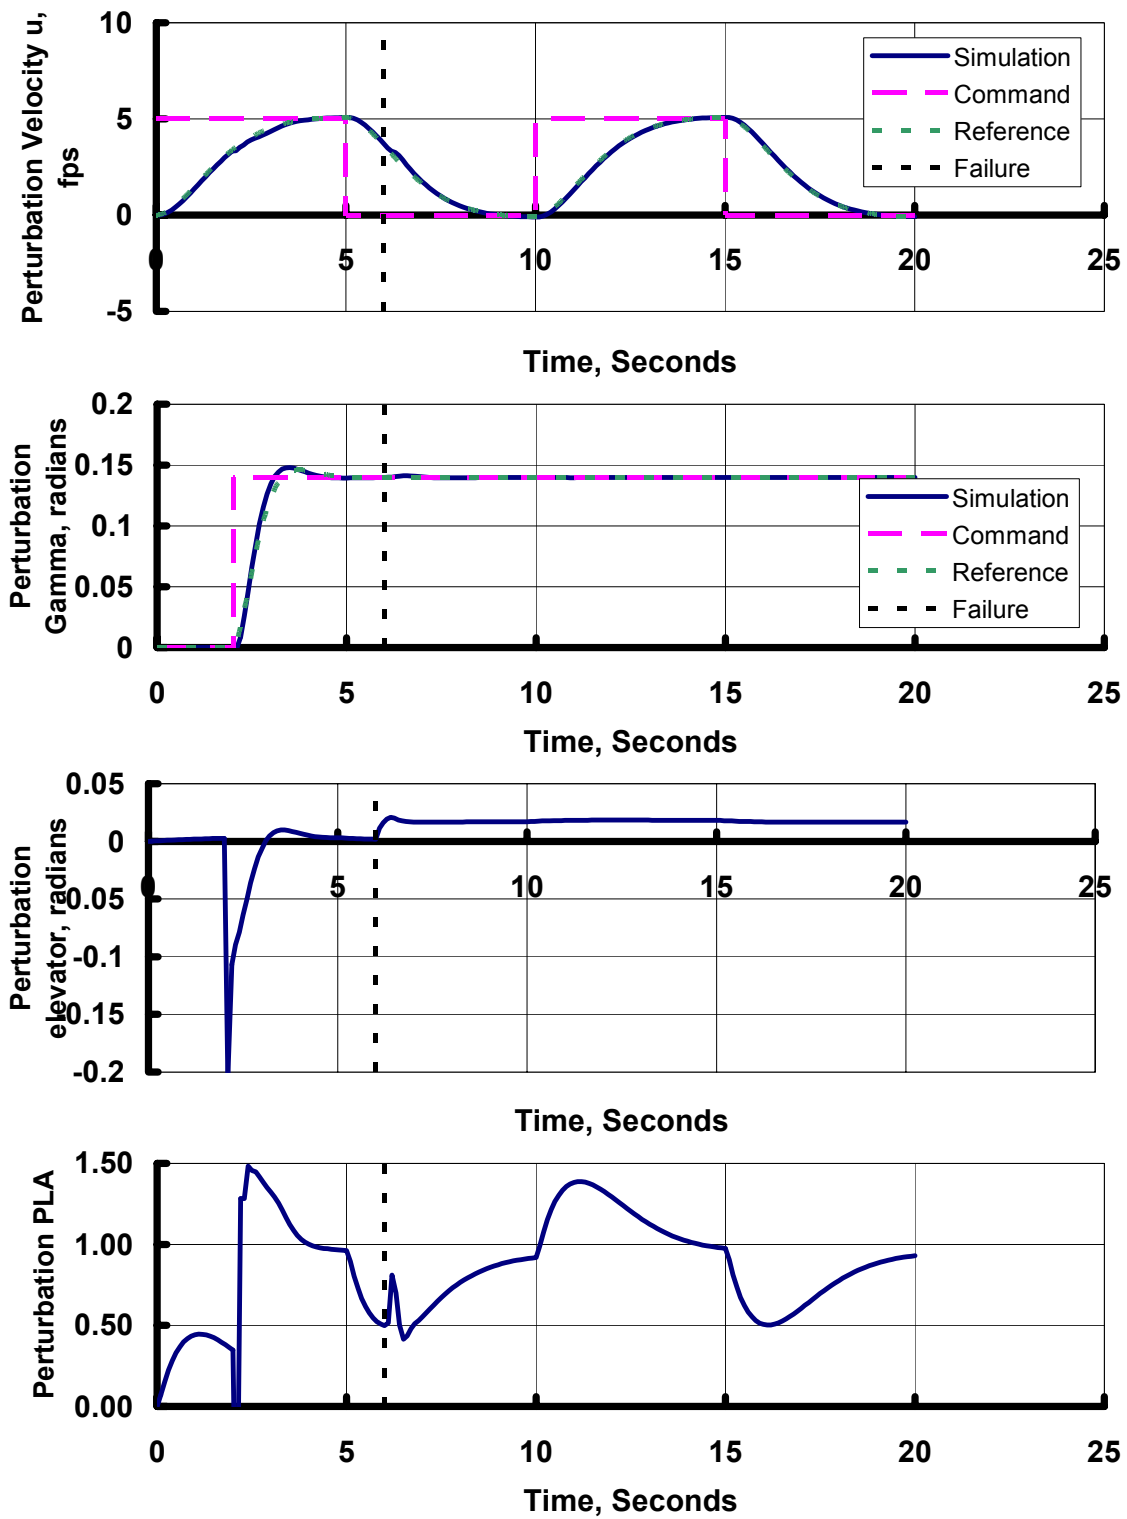 Perturbation Velocity u,
fps
10
5
0
-5
0
5
10
15
20
25
Simulation
Command
Reference
Failure
Time, Seconds
Perturbation
Gamma, radians
0.2
0.15
0.1
0.05
0
0
5
10
15
20
25
Simulation
Command
Reference
Failure
Time, Seconds
Perturbation
elevator, radians
0.05
0
-0.05
-0.1
-0.15
-0.2
0
5
10
15
20
25
Time, Seconds
Perturbation PLA
1.50
1.00
0.50
0.00
0
5
10
15
20
25
Time, Seconds